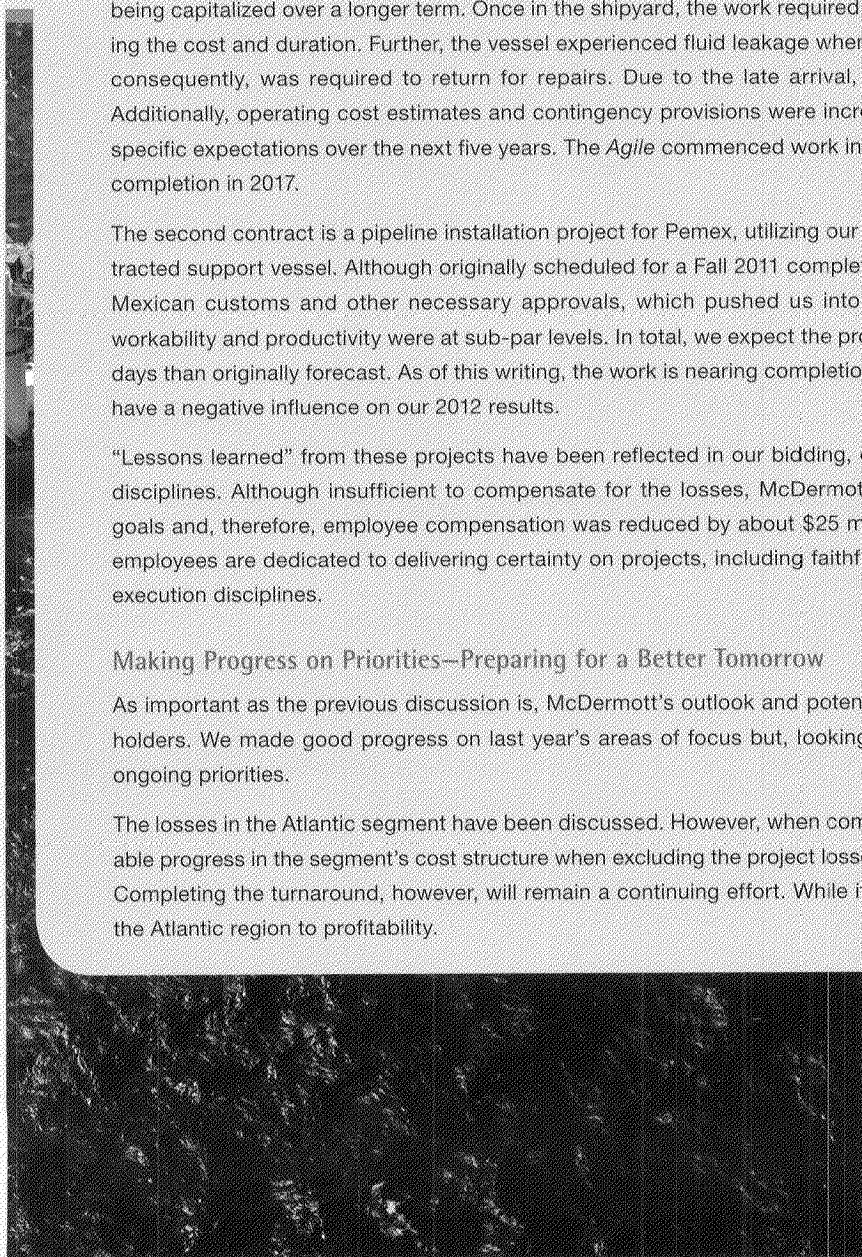 being capitalized over a longer term. Once in the shipyard, the work required
ing the cost and duration. Further, the vessel experienced fluid leakage when
consequently, was required to return for repairs. Due to the late arrival,
Additionally, operating cost estimates and contingency provisions were incre
specific expectations over the next five years. The Agile commenced work in
completion in 2017.
The second contract is a pipeline installation project for Pemex, utilizing our
tracted support vessel. Although originally scheduled for a Fall 2011 comple
Mexican customs and other necessary approvals, which pushed us into
workability and productivity were at sub-par levels. In total, we expect the pro
days than originally forecast. As of this writing, the work is nearing completio
have a negative influence on our 2012 results.
“Lessons learned” from these projects have been reflected in our bidding,
disciplines. Although insufficient to compensate for the losses, McDermot
goals and, therefore, employee compensation was reduced by about $25 m
employees are dedicated to delivering certainty on projects, including faithf
execution disciplines.
Making Progress on Priorities—Preparing for a Better Tomorrow
As important as the previous discussion is, McDermott’s outlook and poten
holders. We made good progress on last year’s areas of focus but, looking
ongoing priorities.
The losses in the Atlantic segment have been discussed. However, when com
able progress in the segment’s cost structure when excluding the project loss
Completing the turnaround, however, will remain a continuing effort. While i
the Atlantic region to profitability.